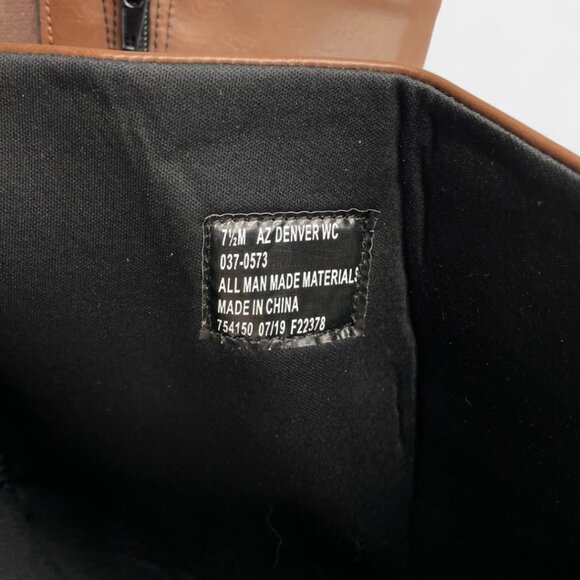 7½M AZ DENVER WC
037-0573
ALL MAN MADE MATERIALS
MADE IN CHINA
754150 07/19 F22378